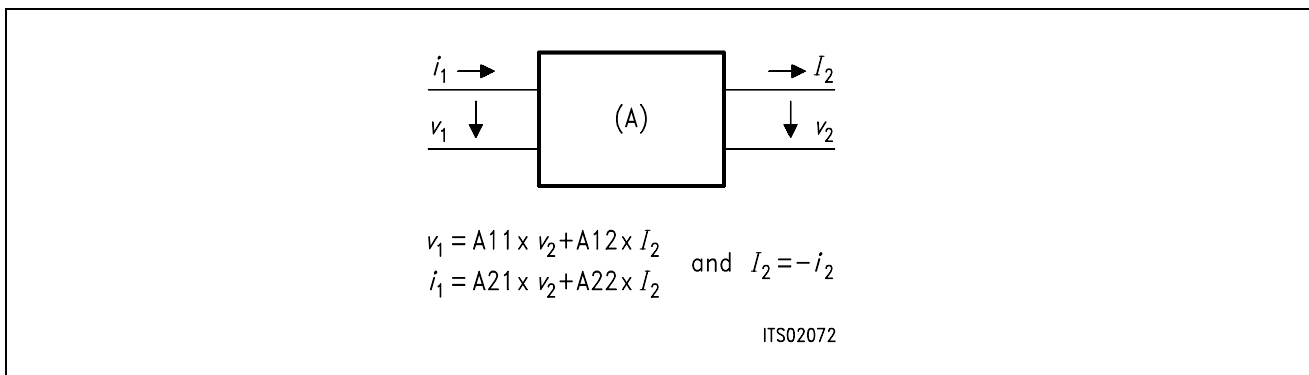 i₁ → → I₂
(A)
v₁ ↓ ↓ v₂
v₁ = A11 x v₂ + A12 x I₂
and I₂ = −i₂
i₁ = A21 x v₂ + A22 x I₂
ITS02072